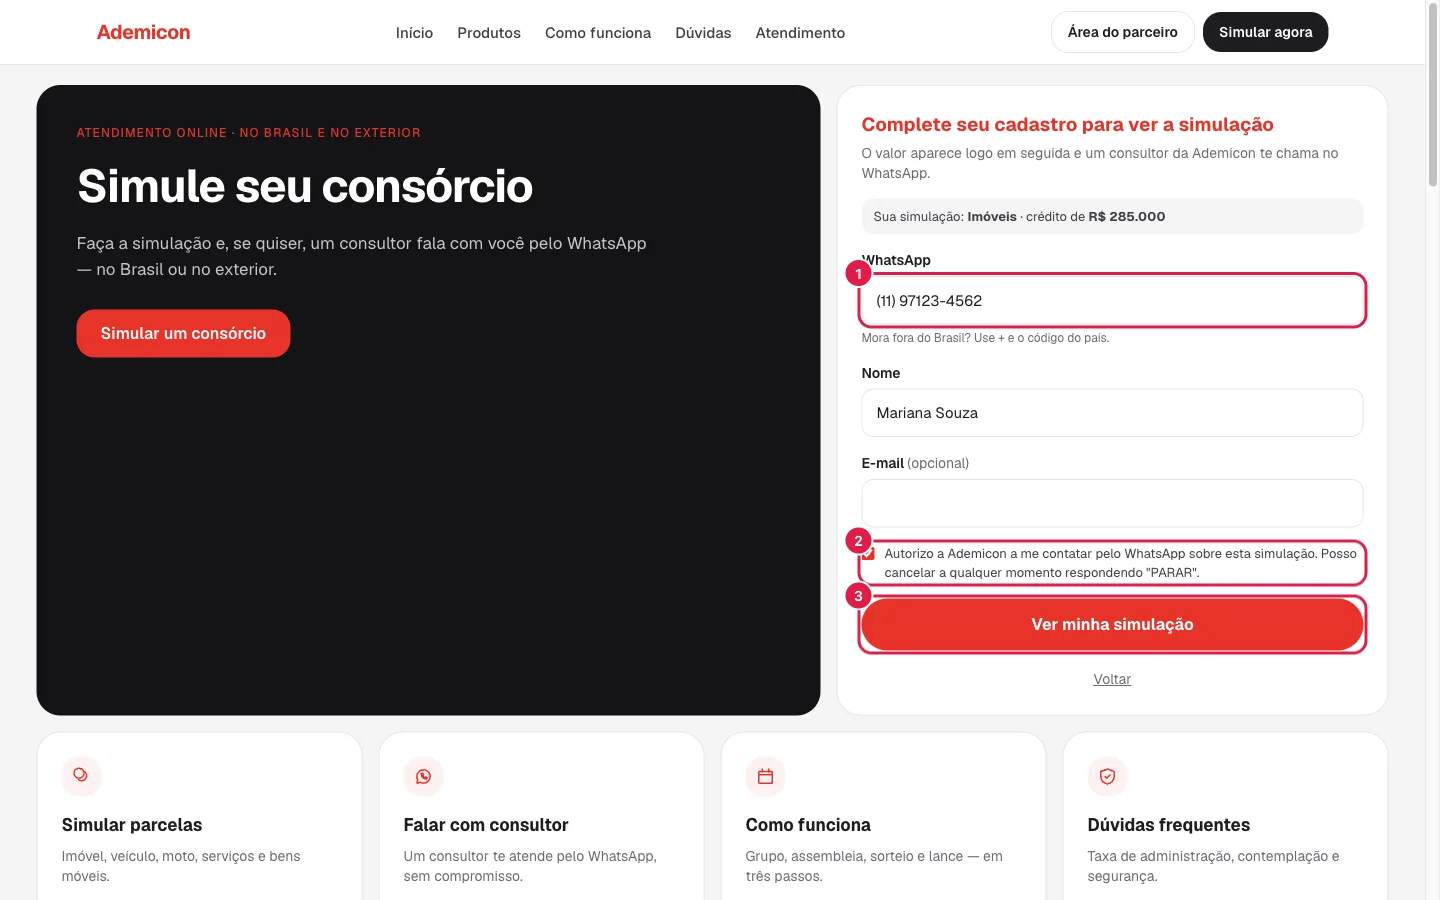 Ademicon
Início
Produtos
Como funciona
Dúvidas
Atendimento
Área do parceiro
Simular agora
ATENDIMENTO ONLINE · NO BRASIL E NO EXTERIOR
Simule seu consórcio
Faça a simulação e, se quiser, um consultor fala com você pelo WhatsApp
— no Brasil ou no exterior.
Simular um consórcio
Complete seu cadastro para ver a simulação
O valor aparece logo em seguida e um consultor da Ademicon te chama no
WhatsApp.
Sua simulação: Imóveis · crédito de R$ 285.000
WhatsApp
1
(11) 97123-4562
Mora fora do Brasil? Use + e o código do país.
Nome
Mariana Souza
E-mail (opcional)
2
Autorizo a Ademicon a me contatar pelo WhatsApp sobre esta simulação. Posso
cancelar a qualquer momento respondendo "PARAR".
3
Ver minha simulação
Voltar
Simular parcelas
Imóvel, veículo, moto, serviços e bens
móveis.
Falar com consultor
Um consultor te atende pelo WhatsApp,
sem compromisso.
Como funciona
Grupo, assembleia, sorteio e lance — em
três passos.
Dúvidas frequentes
Taxa de administração, contemplação e
segurança.